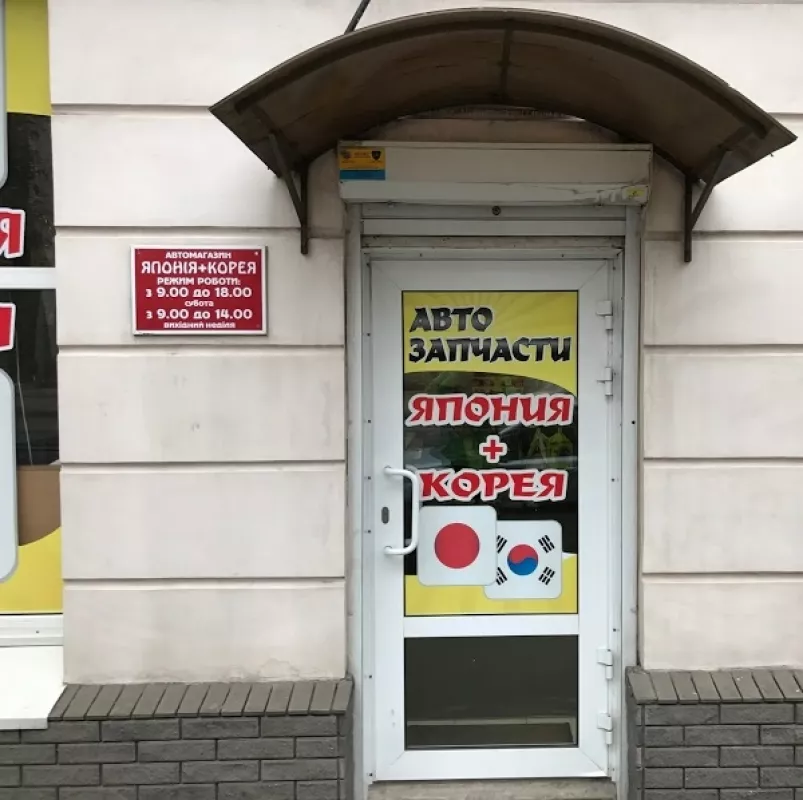 Я
АВТОМАГАЗИН
ЯПОНІЯ+КОРЕЯ
РЕЖИМ РОБОТИ:
з 9.00 до 18.00
субота
з 9.00 до 14.00
вихідний неділя
АВТО
ЗАПЧАСТИ
ЯПОНИЯ
+
КОРЕЯ